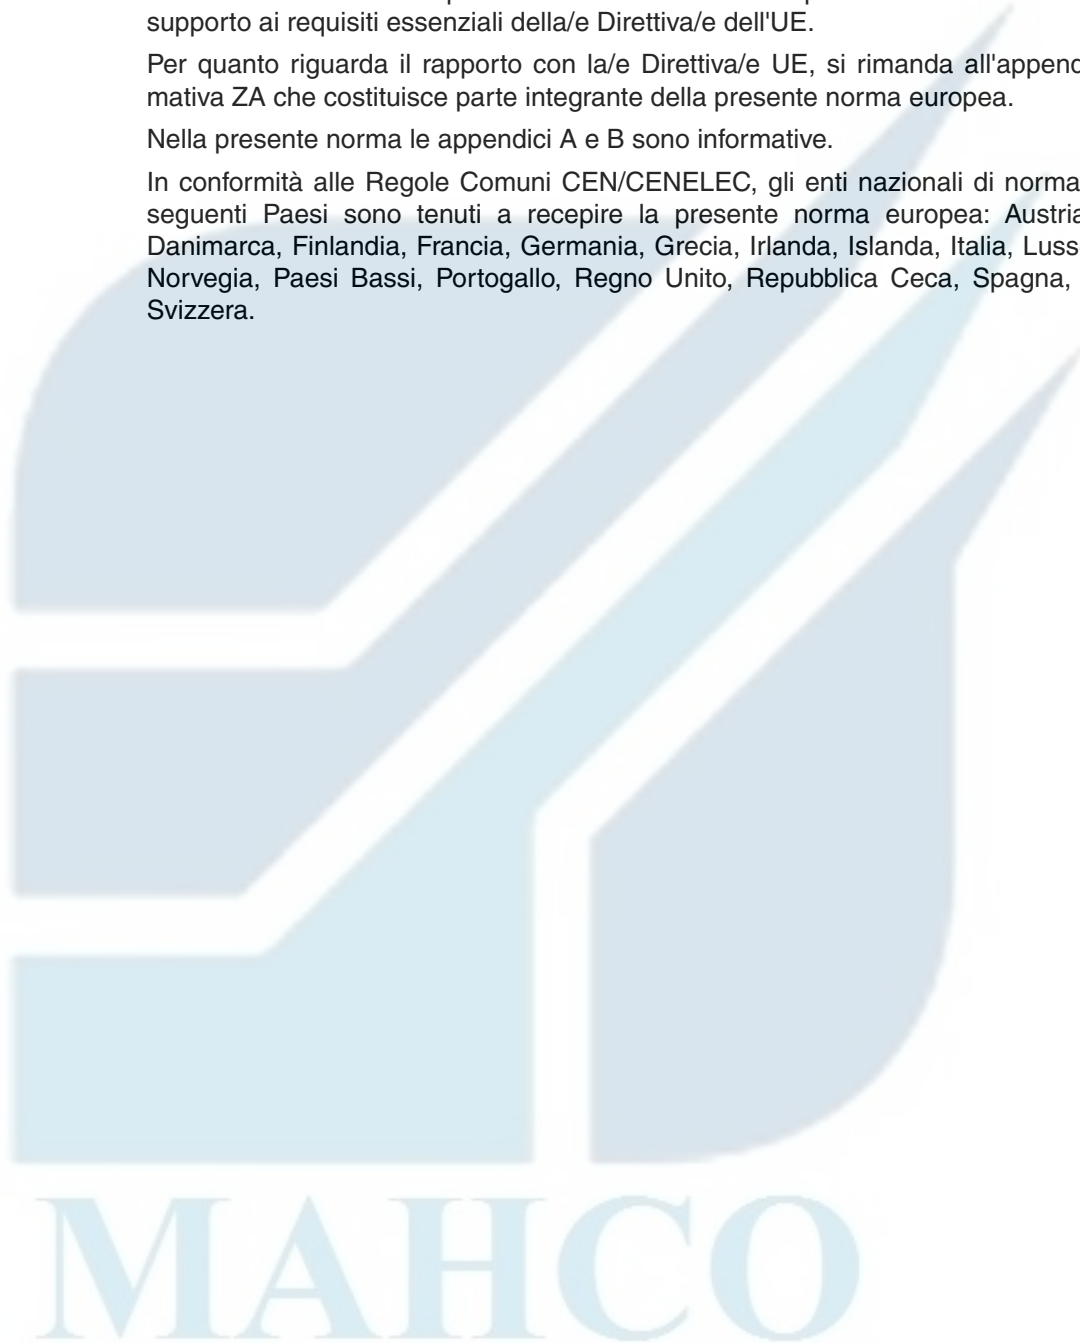 supporto ai requisiti essenziali della/e Direttiva/e dell'UE.
Per quanto riguarda il rapporto con la/e Direttiva/e UE, si rimanda all'append
mativa ZA che costituisce parte integrante della presente norma europea.
Nella presente norma le appendici A e B sono informative.
In conformità alle Regole Comuni CEN/CENELEC, gli enti nazionali di norma
seguenti Paesi sono tenuti a recepire la presente norma europea: Austria
Danimarca, Finlandia, Francia, Germania, Grecia, Irlanda, Islanda, Italia, Luss
Norvegia, Paesi Bassi, Portogallo, Regno Unito, Repubblica Ceca, Spagna,
Svizzera.
MAHCO